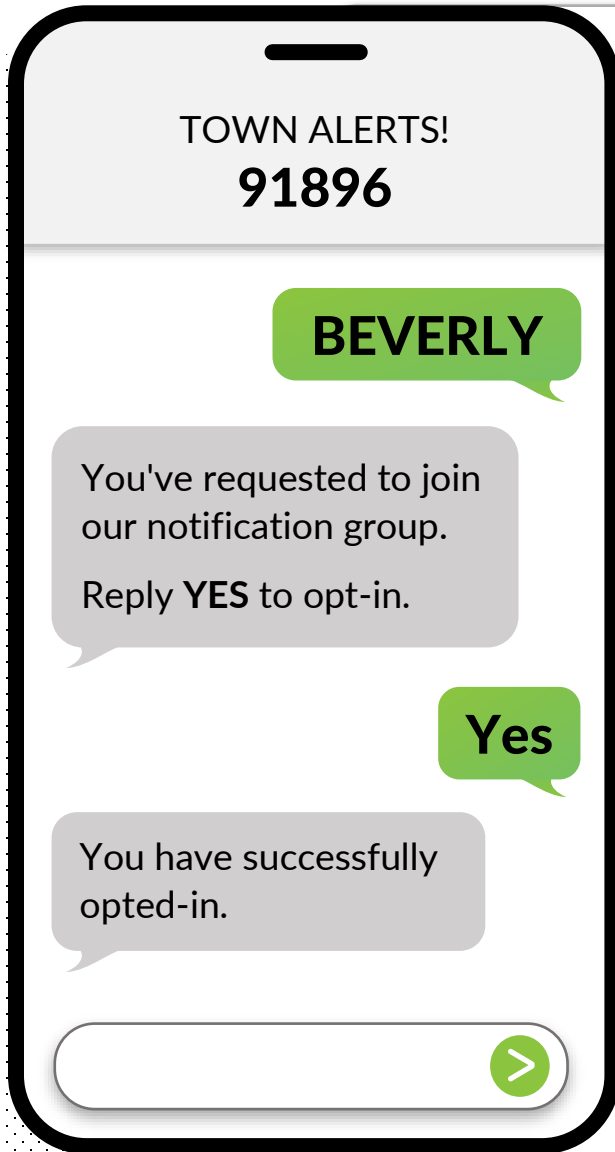 TOWN ALERTS!
91896
BEVERLY
You've requested to join
our notification group.
Reply YES to opt-in.
Yes
You have successfully
opted-in.